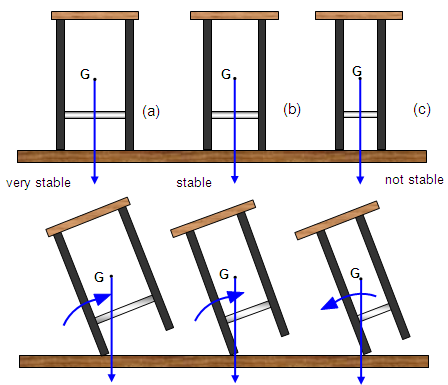 G G G
(a) (b) (c)
very stable stable not stable
G G G